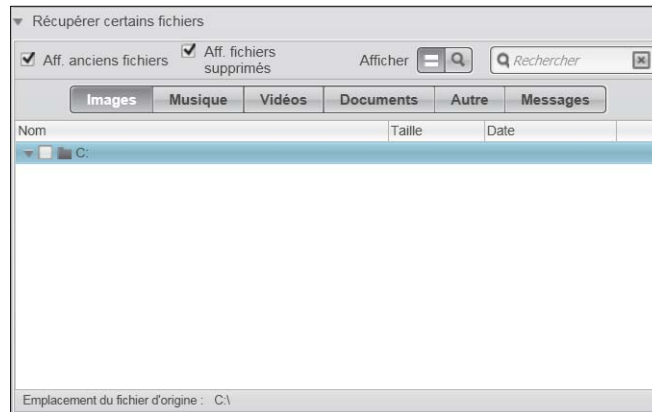 Récupérer certains fichiers
Aff. anciens fichiers
Aff. fichiers
supprimés
Afficher
Rechercher
Images Musique Vidéos Documents Autre Messages
Nom Taille Date
C:
Emplacement du fichier d'origine : C:\